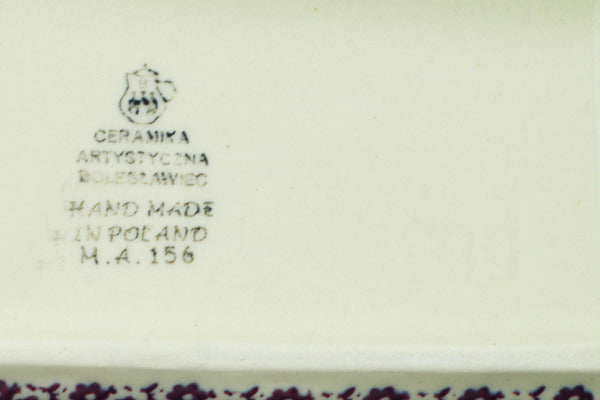 CERAMIKA
ARTYSTYCZNA
BOLESŁAWIEC
HAND MADE
IN POLAND
M.A.156